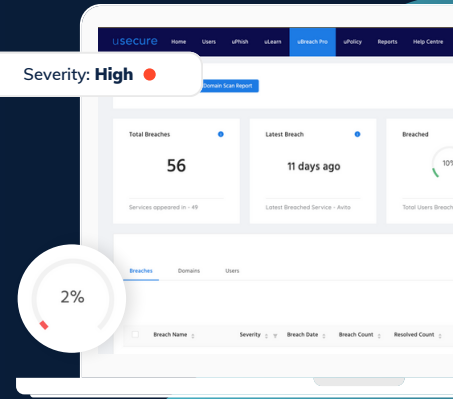 usecure Home Users uPhish uLearn uBreach Pro uPolicy Reports Help Centre
Severity: High
Domain Scan Report
Total Breaches Latest Breach Breached
56 11 days ago 10%
Services appeared in - 49 Latest Breached Service - Avito Total Users Breach
Breaches Domains Users
2%
Breach Name Severity Breach Date Breach Count Resolved Count